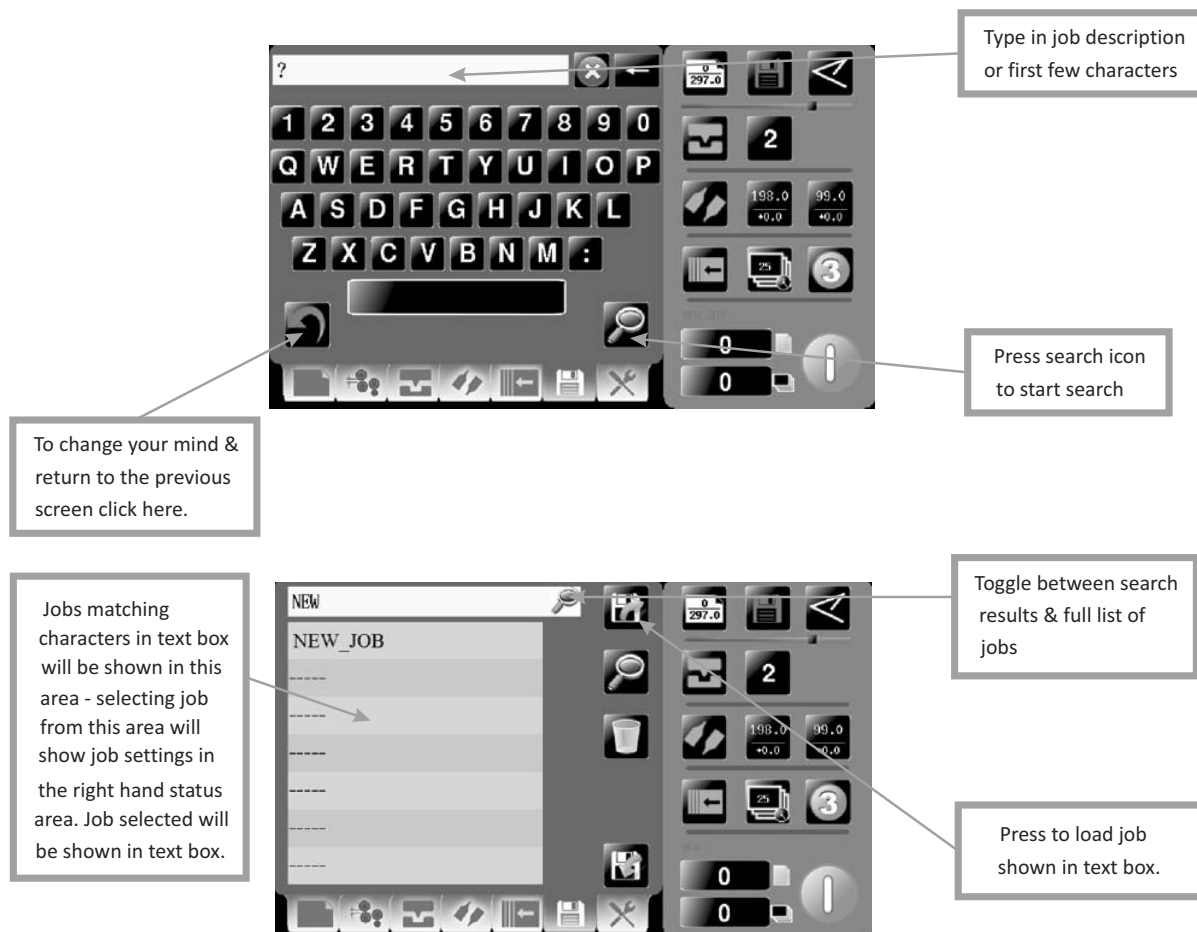 Type in job description
or first few characters
?
1 2 3 4 5 6 7 8 9 0
Q W E R T Y U I O P
A S D F G H J K L
Z X C V B N M :
0
297.0
2
198.0
+0.0
99.0
+0.0
25
3
0
0
Press search icon
to start search
To change your mind &
return to the previous
screen click here.
Jobs matching
characters in text box
will be shown in this
area - selecting job
from this area will
show job settings in
the right hand status
area. Job selected will
be shown in text box.
NEW
NEW_JOB
-----
-----
-----
-----
-----
-----
0
297.0
2
198.0
+0.0
99.0
+0.0
25
3
0
0
Toggle between search
results & full list of
jobs
Press to load job
shown in text box.